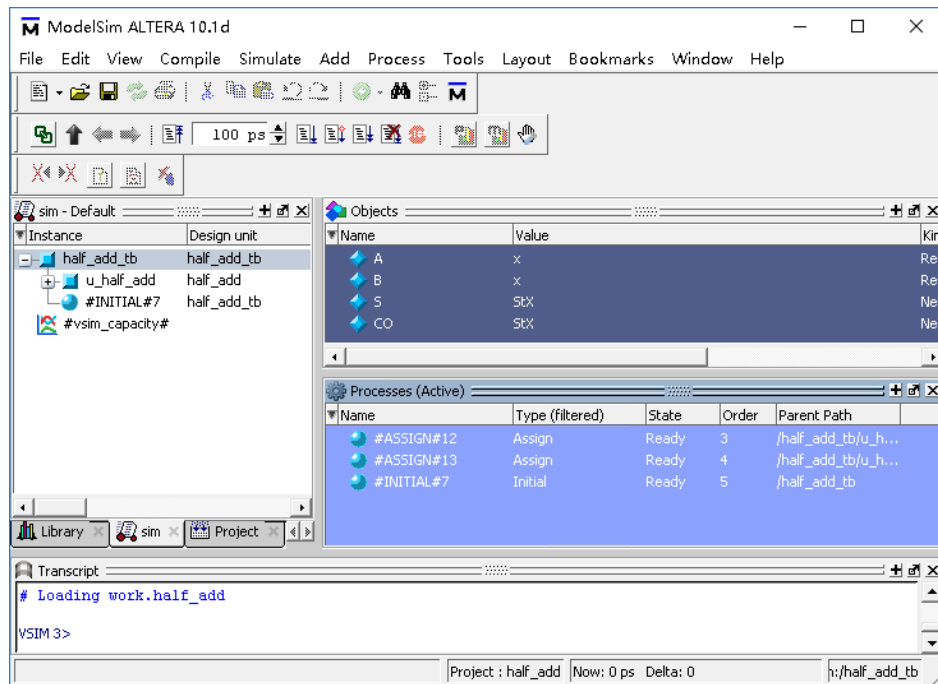 ModelSim ALTERA 10.1d
File Edit View Compile Simulate Add Process Tools Layout Bookmarks Window Help
100 ps
sim - Default
Instance Design unit
half_add_tb half_add_tb
u_half_add half_add
#INITIAL#7 half_add_tb
#vsim_capacity#
Library sim Project
Objects
Name Value
A x
B x
S StX
CO StX
Processes (Active)
Name Type (filtered) State Order Parent Path
#ASSIGN#12 Assign Ready 3 /half_add_tb/u_h...
#ASSIGN#13 Assign Ready 4 /half_add_tb/u_h...
#INITIAL#7 Initial Ready 5 /half_add_tb
Transcript
# Loading work.half_add
VSIM 3>
Project : half_add Now: 0 ps Delta: 0 /half_add_tb